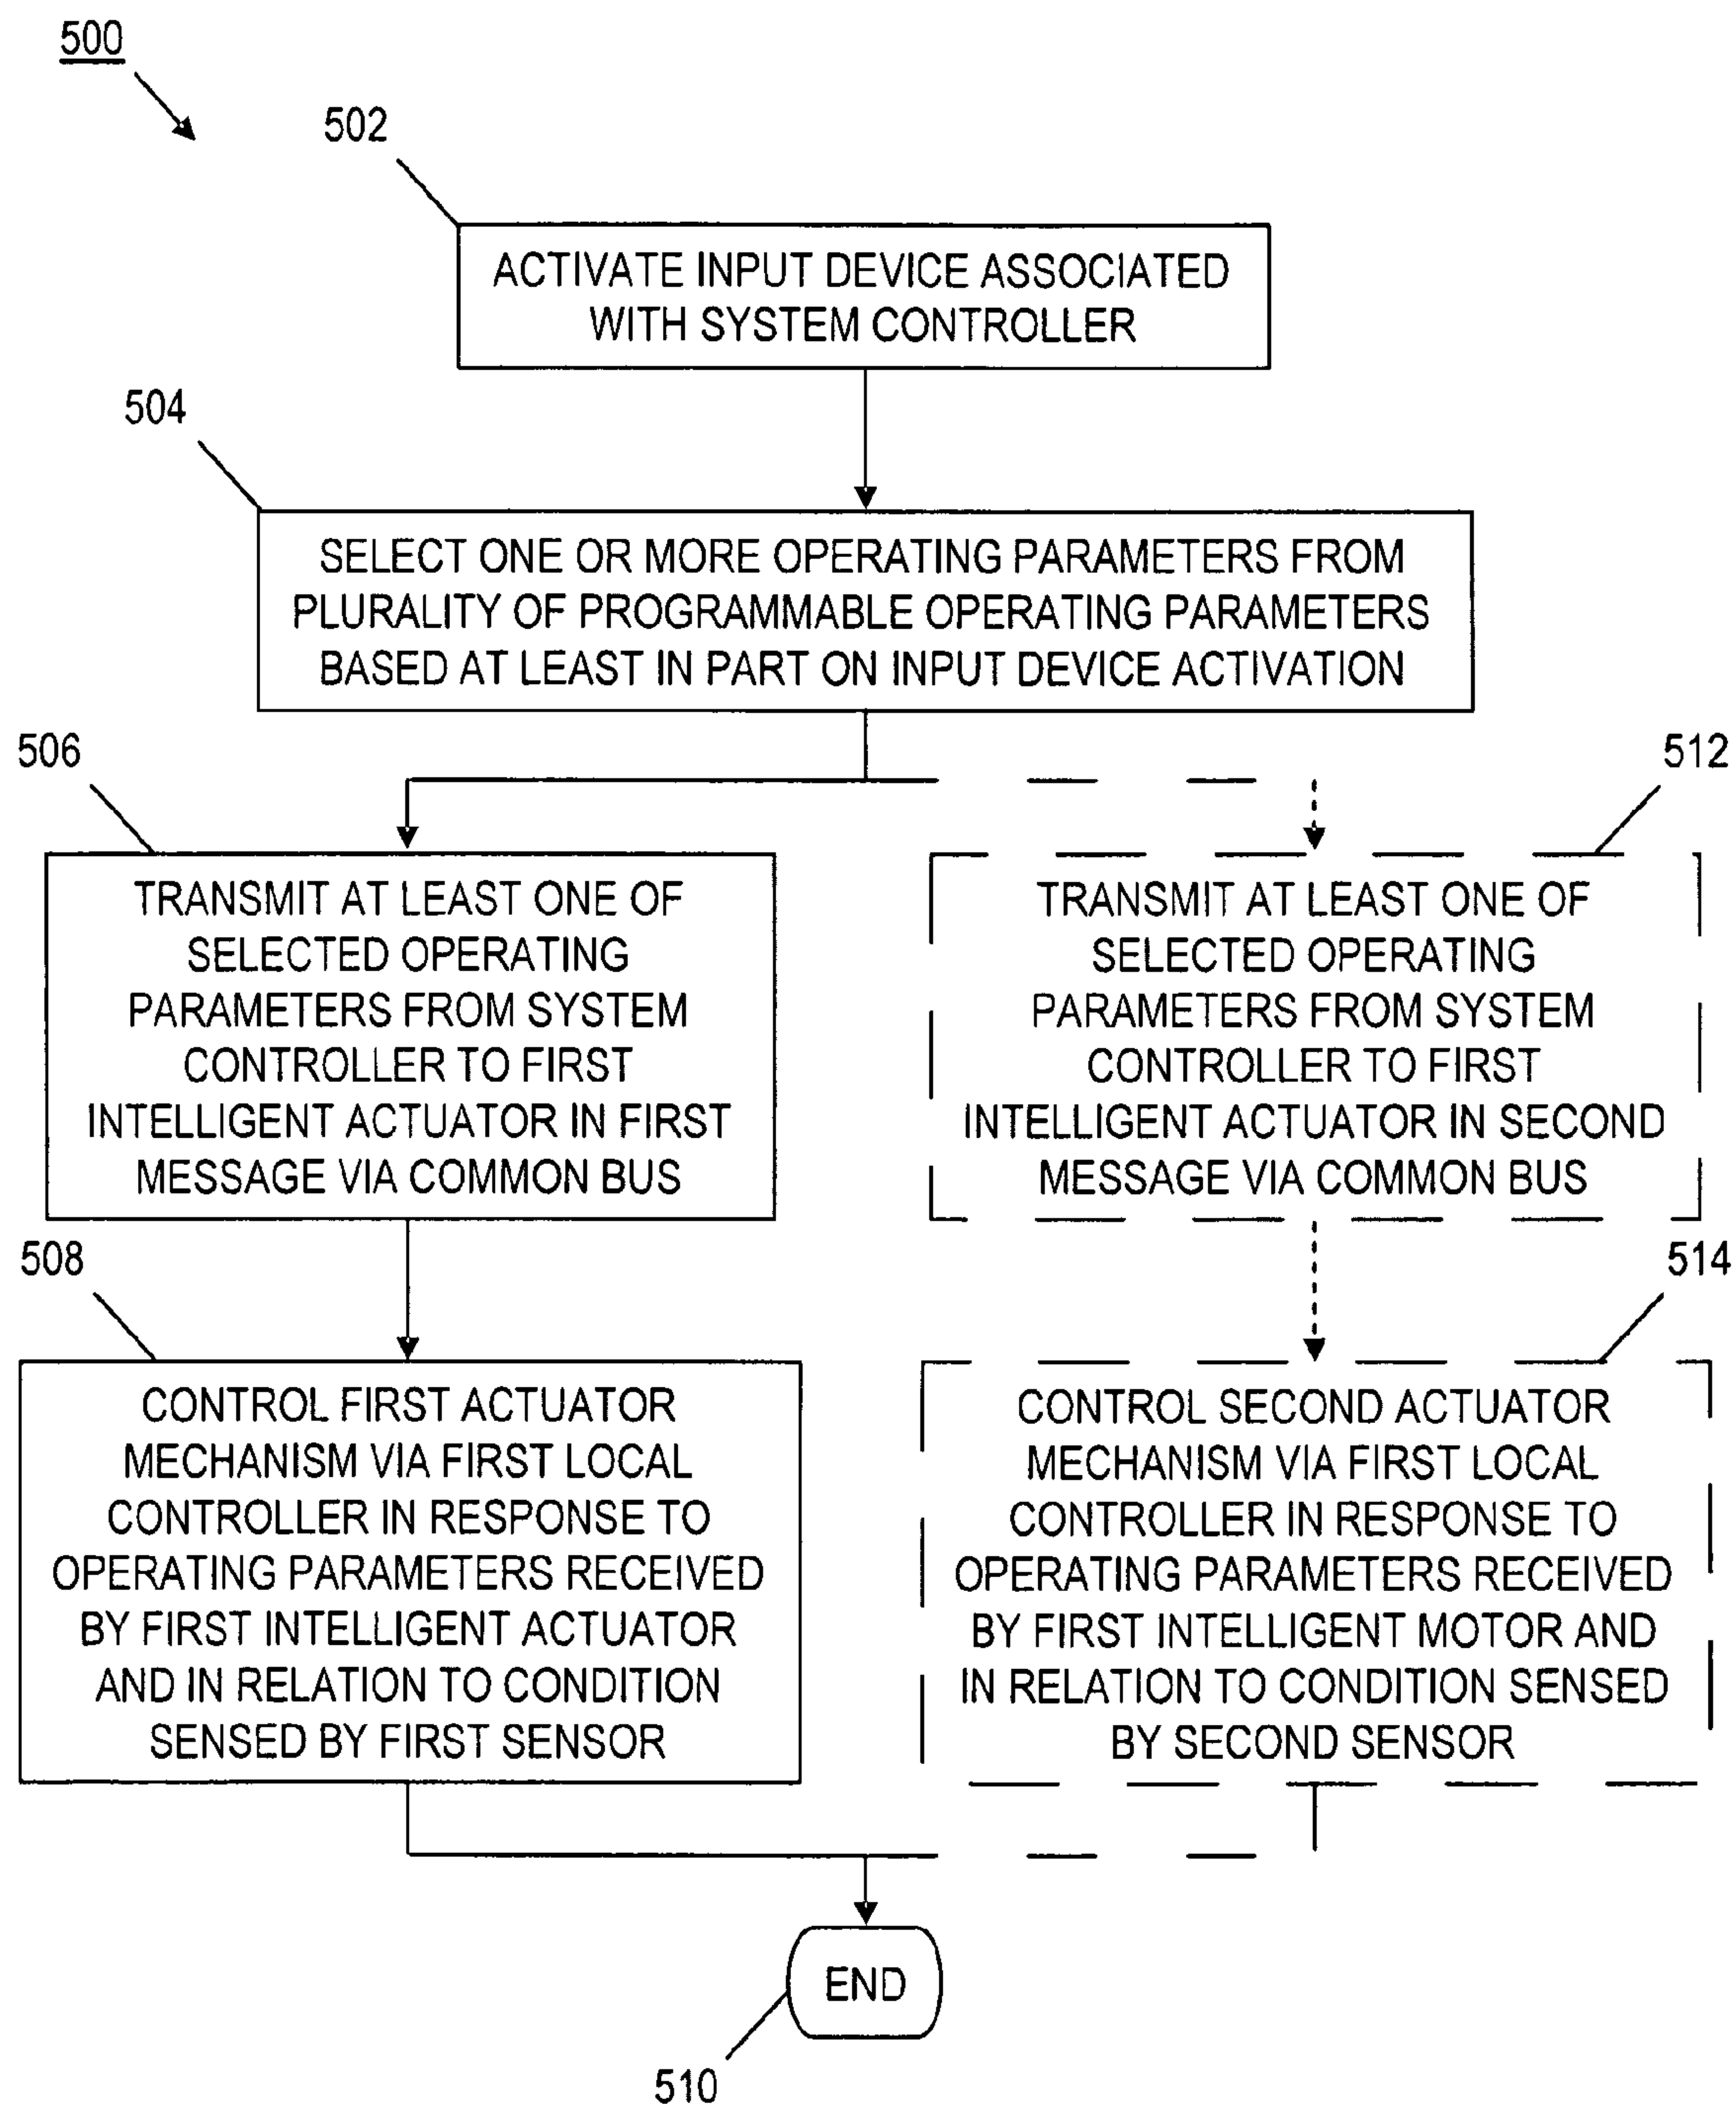 500
502
ACTIVATE INPUT DEVICE ASSOCIATED
WITH SYSTEM CONTROLLER
504
SELECT ONE OR MORE OPERATING PARAMETERS FROM
PLURALITY OF PROGRAMMABLE OPERATING PARAMETERS
BASED AT LEAST IN PART ON INPUT DEVICE ACTIVATION
506
TRANSMIT AT LEAST ONE OF
SELECTED OPERATING
PARAMETERS FROM SYSTEM
CONTROLLER TO FIRST
INTELLIGENT ACTUATOR IN FIRST
MESSAGE VIA COMMON BUS
512
TRANSMIT AT LEAST ONE OF
SELECTED OPERATING
PARAMETERS FROM SYSTEM
CONTROLLER TO FIRST
INTELLIGENT ACTUATOR IN SECOND
MESSAGE VIA COMMON BUS
508
CONTROL FIRST ACTUATOR
MECHANISM VIA FIRST LOCAL
CONTROLLER IN RESPONSE TO
OPERATING PARAMETERS RECEIVED
BY FIRST INTELLIGENT ACTUATOR
AND IN RELATION TO CONDITION
SENSED BY FIRST SENSOR
514
CONTROL SECOND ACTUATOR
MECHANISM VIA FIRST LOCAL
CONTROLLER IN RESPONSE TO
OPERATING PARAMETERS RECEIVED
BY FIRST INTELLIGENT MOTOR AND
IN RELATION TO CONDITION SENSED
BY SECOND SENSOR
END
510